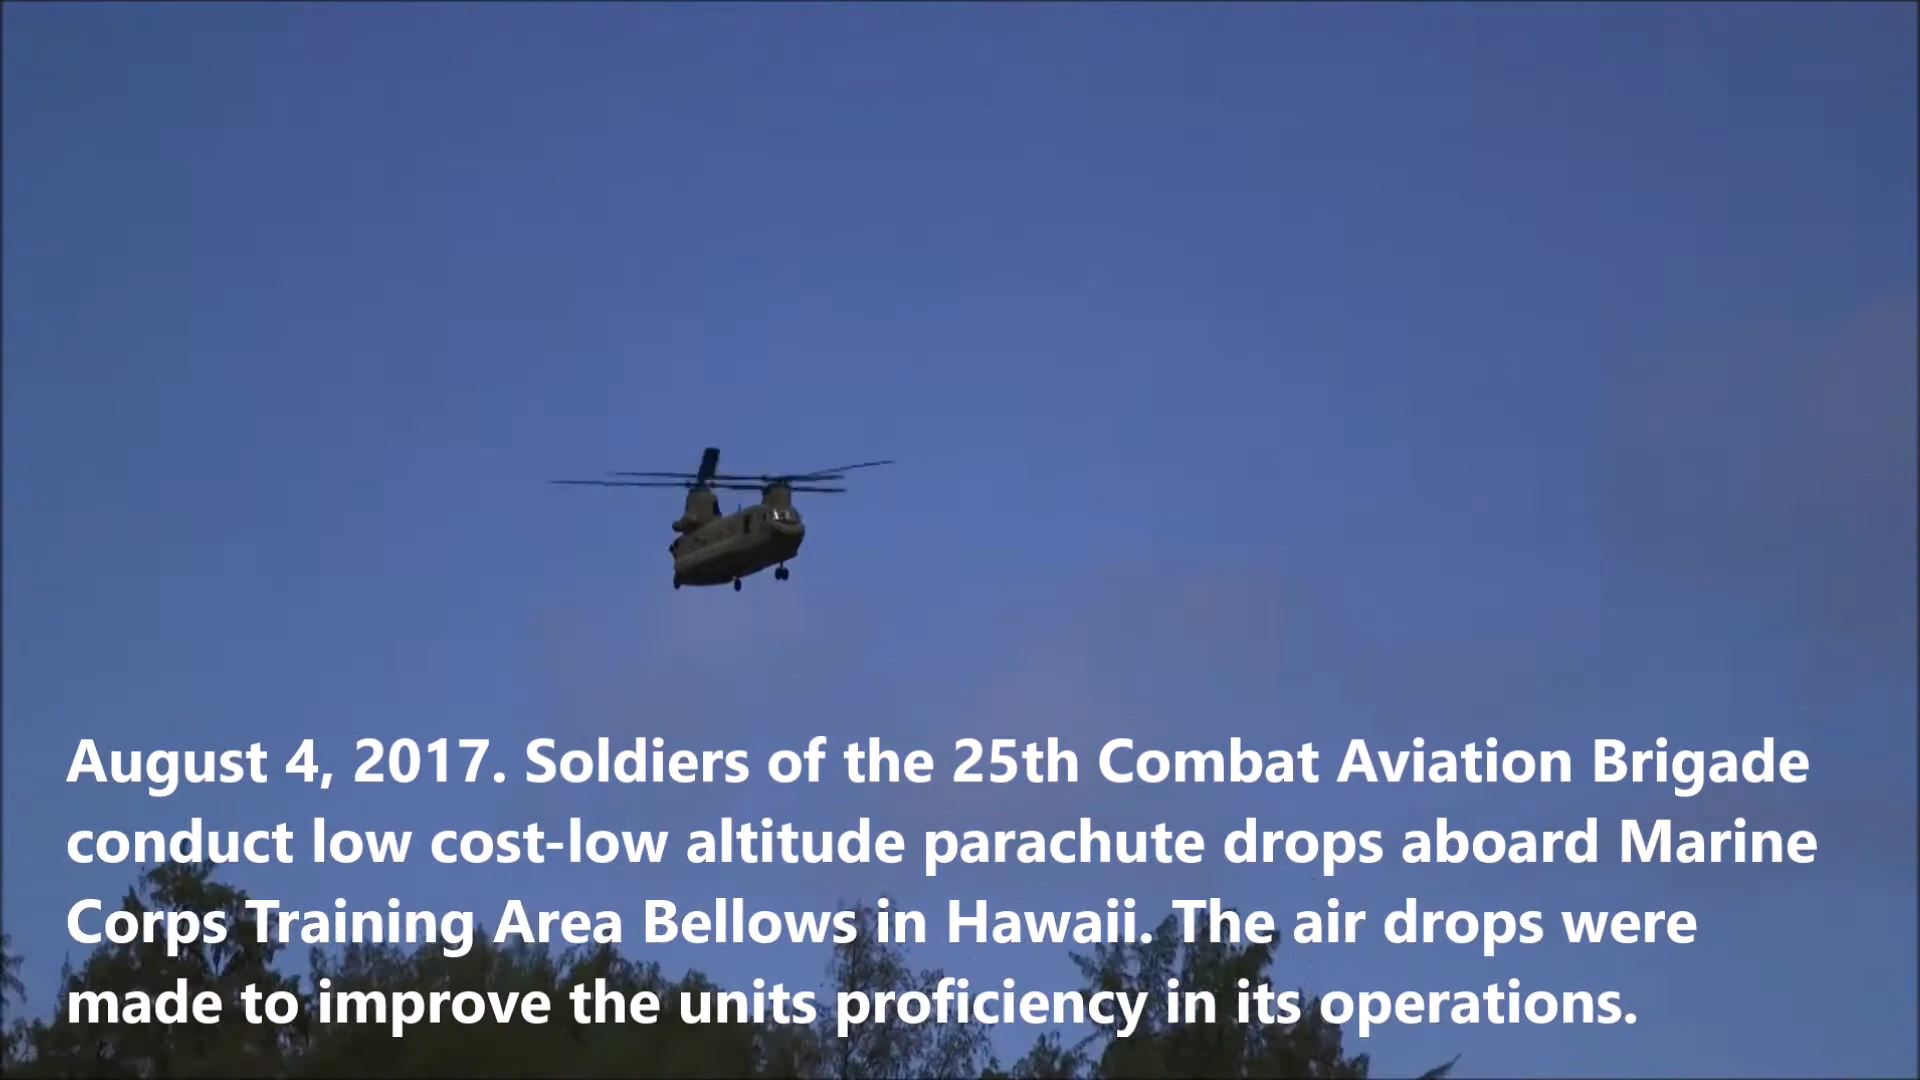 August 4, 2017. Soldiers of the 25th Combat Aviation Brigade
conduct low cost-low altitude parachute drops aboard Marine
Corps Training Area Bellows in Hawaii. The air drops were
made to improve the units proficiency in its operations.